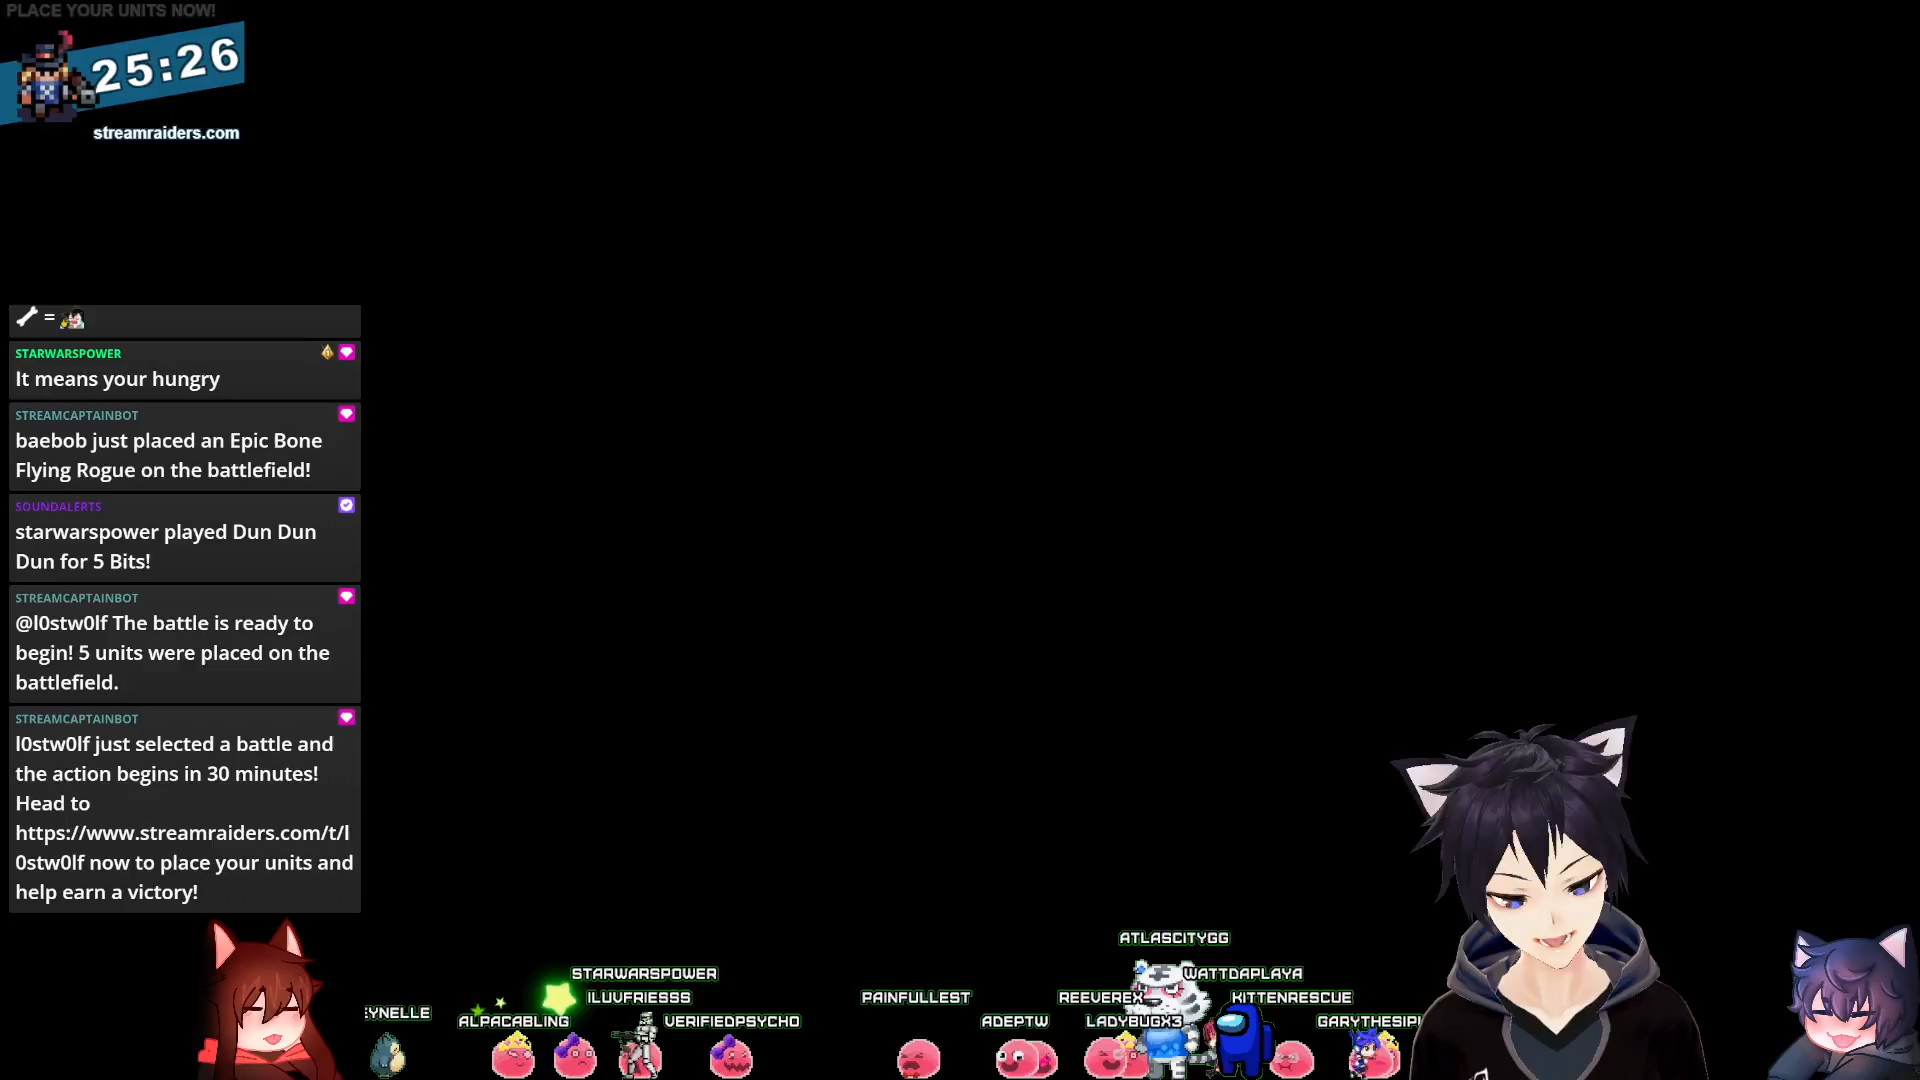 PLACE YOUR UNITS NOW!
25:26
streamraiders.com
=
STARWARSPOWER
It means your hungry
STREAMCAPTAINBOT
baebob just placed an Epic Bone
Flying Rogue on the battlefield!
SOUNDALERTS
starwarspower played Dun Dun
Dun for 5 Bits!
STREAMCAPTAINBOT
@l0stw0lf The battle is ready to
begin! 5 units were placed on the
battlefield.
STREAMCAPTAINBOT
l0stw0lf just selected a battle and
the action begins in 30 minutes!
Head to
https://www.streamraiders.com/t/l
0stw0lf now to place your units and
help earn a victory!
ATLASCITYGG
STARWARSPOWER
WATTDAPLAYA
ILUVFRIESSS
PAINFULLEST
REEVEREX
KITTENRESCUE
EYNELLE
ALPACABLING
VERIFIEDPSYCHO
ADEPTW
LADYBUGX3
GARYTHESIP